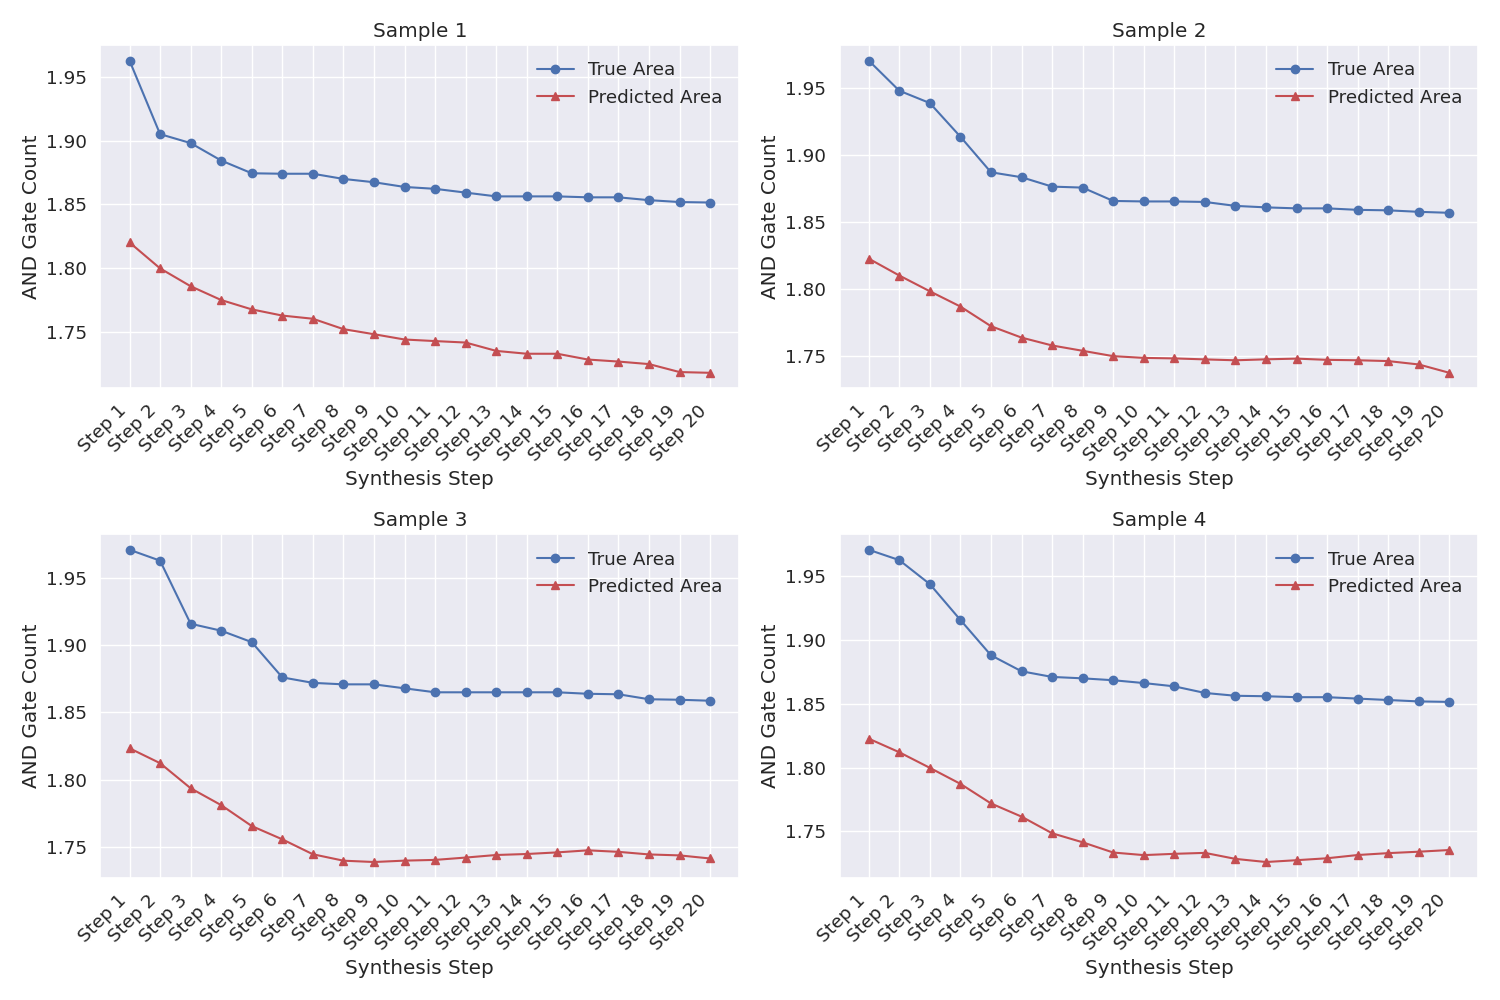 Sample 1
AND Gate Count
1.95
1.90
1.85
1.80
1.75
True Area
Predicted Area
Step 1
Step 2
Step 3
Step 4
Step 5
Step 6
Step 7
Step 8
Step 9
Step 10
Step 11
Step 12
Step 13
Step 14
Step 15
Step 16
Step 17
Step 18
Step 19
Step 20
Synthesis Step
Sample 2
AND Gate Count
1.95
1.90
1.85
1.80
1.75
True Area
Predicted Area
Step 1
Step 2
Step 3
Step 4
Step 5
Step 6
Step 7
Step 8
Step 9
Step 10
Step 11
Step 12
Step 13
Step 14
Step 15
Step 16
Step 17
Step 18
Step 19
Step 20
Synthesis Step
Sample 3
AND Gate Count
1.95
1.90
1.85
1.80
1.75
True Area
Predicted Area
Step 1
Step 2
Step 3
Step 4
Step 5
Step 6
Step 7
Step 8
Step 9
Step 10
Step 11
Step 12
Step 13
Step 14
Step 15
Step 16
Step 17
Step 18
Step 19
Step 20
Synthesis Step
Sample 4
AND Gate Count
1.95
1.90
1.85
1.80
1.75
True Area
Predicted Area
Step 1
Step 2
Step 3
Step 4
Step 5
Step 6
Step 7
Step 8
Step 9
Step 10
Step 11
Step 12
Step 13
Step 14
Step 15
Step 16
Step 17
Step 18
Step 19
Step 20
Synthesis Step